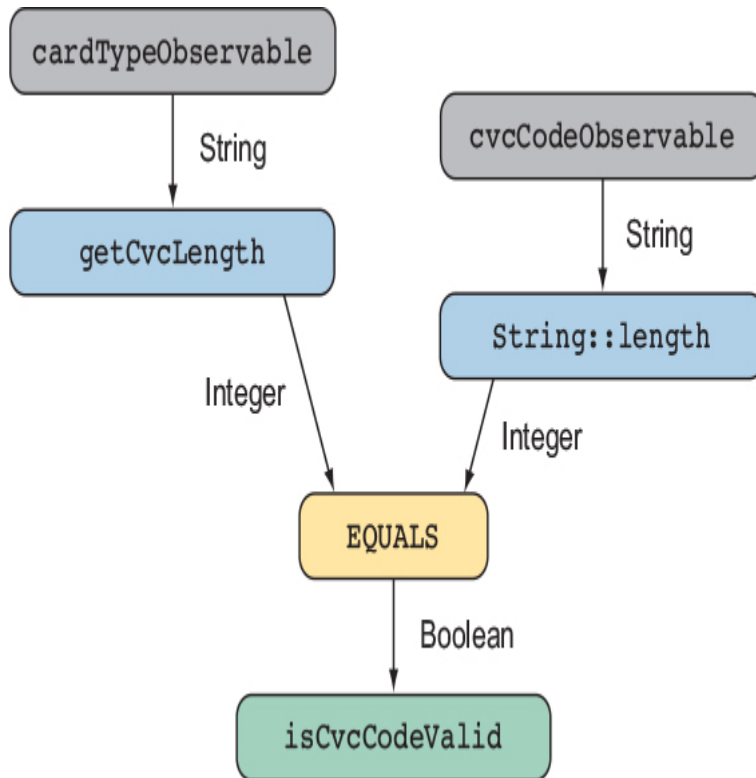 cardTypeObservable
cvcCodeObservable
String
String
getCvcLength
String::length
Integer
Integer
EQUALS
Boolean
isCvcCodeValid